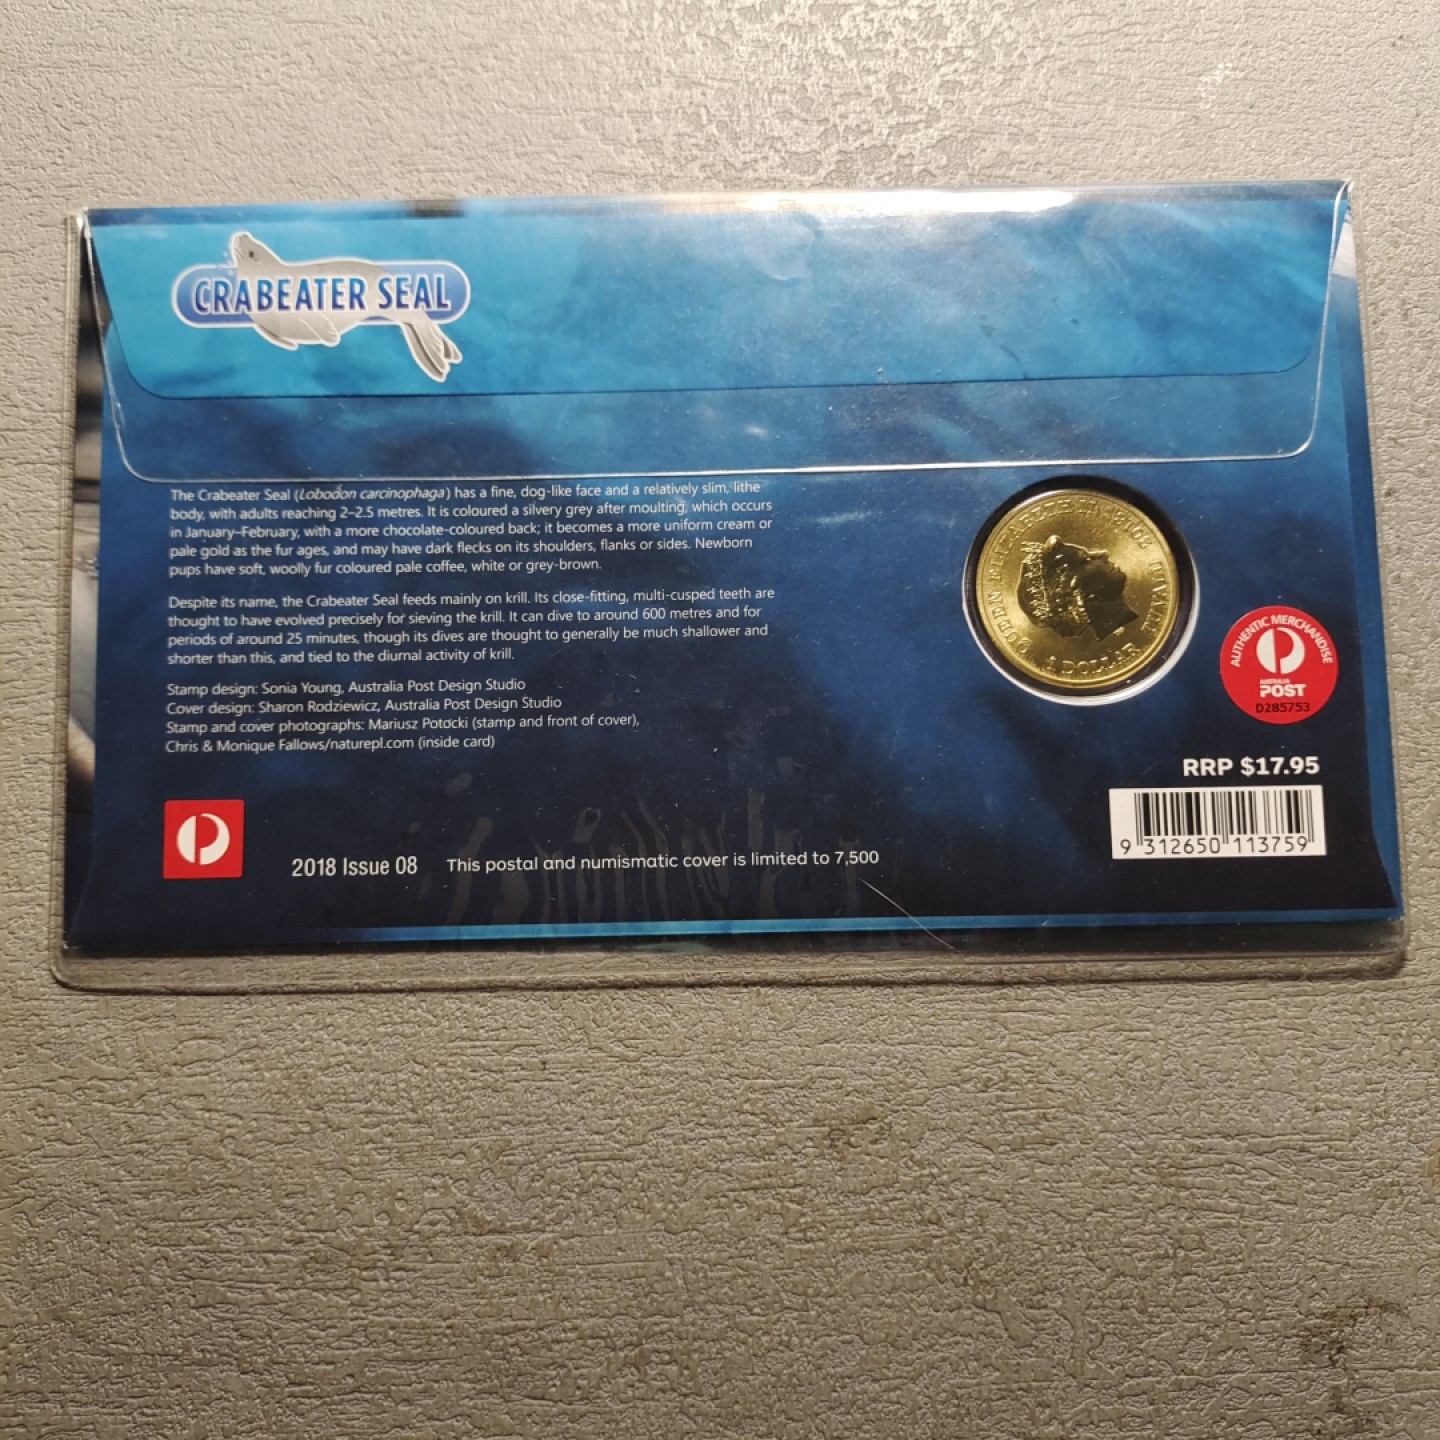 CRABEATER SEAL
The Crabeater Seal (Lobodon carcinophaga) has a fine, dog-like face and a relatively slim, lithe
body, with adults reaching 2–2.5 metres. It is coloured a silvery grey after moulting, which occurs
in January–February, with a more chocolate-coloured back; it becomes a more uniform cream or
pale gold as the fur ages, and may have dark flecks on its shoulders, flanks or sides. Newborn
pups have soft, woolly fur coloured pale coffee, white or grey-brown.
Despite its name, the Crabeater Seal feeds mainly on krill. Its close-fitting, multi-cusped teeth are
thought to have evolved precisely for sieving the krill. It can dive to around 600 metres and for
periods of around 25 minutes, though its dives are thought to generally be much shallower and
shorter than this, and tied to the diurnal activity of krill.
Stamp design: Sonia Young, Australia Post Design Studio
Cover design: Sharon Rodziewicz, Australia Post Design Studio
Stamp and cover photographs: Mariusz Potocki (stamp and front of cover),
Chris & Monique Fallows/naturepl.com (inside card)
QUEEN ELIZABETH II
TUVALU
1 DOLLAR
AUTHENTIC MERCHANDISE
AUSTRALIA
POST
D285753
RRP $17.95
9 312650 113759
2018 Issue 08 This postal and numismatic cover is limited to 7,500